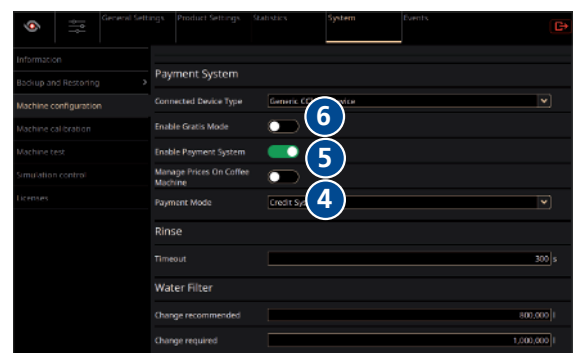 General Settings Product Settings Statistics System Events
Information
Backup and Restoring
Machine configuration
Machine calibration
Machine test
Simulation control
Licenses
Payment System
Connected Device Type Generic
Enable Gratis Mode 6
Enable Payment System 5
Manage Prices On Coffee
Machine
Payment Mode Credit 4
Rinse
Timeout 300 s
Water Filter
Change recommended 800,000 l
Change required 1,000,000 l